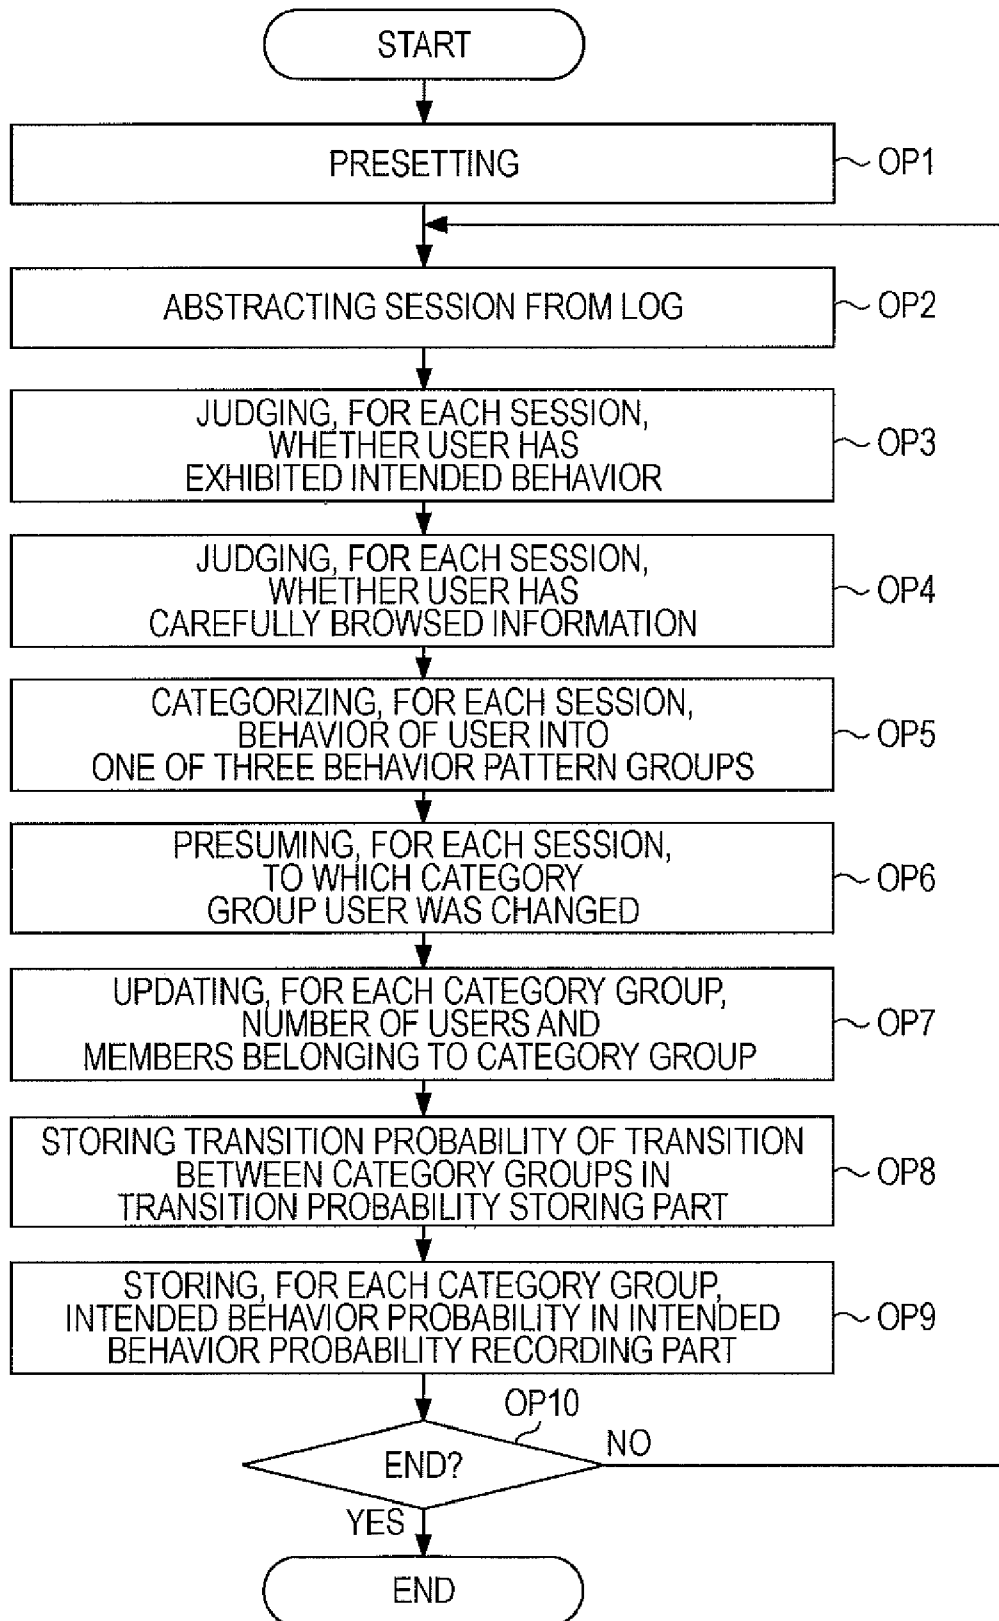 START
PRESETTING
OP1
ABSTRACTING SESSION FROM LOG
OP2
JUDGING, FOR EACH SESSION,
WHETHER USER HAS
EXHIBITED INTENDED BEHAVIOR
OP3
JUDGING, FOR EACH SESSION,
WHETHER USER HAS
CAREFULLY BROWSED INFORMATION
OP4
CATEGORIZING, FOR EACH SESSION,
BEHAVIOR OF USER INTO
ONE OF THREE BEHAVIOR PATTERN GROUPS
OP5
PRESUMING, FOR EACH SESSION,
TO WHICH CATEGORY
GROUP USER WAS CHANGED
OP6
UPDATING, FOR EACH CATEGORY GROUP,
NUMBER OF USERS AND
MEMBERS BELONGING TO CATEGORY GROUP
OP7
STORING TRANSITION PROBABILITY OF TRANSITION
BETWEEN CATEGORY GROUPS IN
TRANSITION PROBABILITY STORING PART
OP8
STORING, FOR EACH CATEGORY GROUP,
INTENDED BEHAVIOR PROBABILITY IN INTENDED
BEHAVIOR PROBABILITY RECORDING PART
OP9
OP10
END?
NO
YES
END